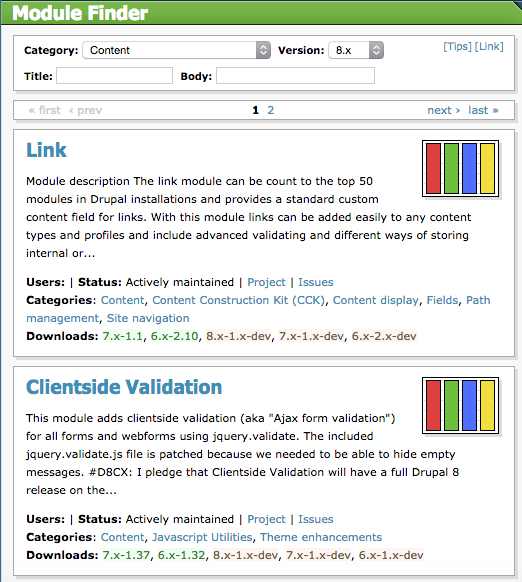 Module Finder
Category: Content Version: 8.x [Tips] [Link]
Title: Body:
« first ‹ prev 1 2 next › last »
Link
Module description The link module can be count to the top 50
modules in Drupal installations and provides a standard custom
content field for links. With this module links can be added easily to any content
types and profiles and include advanced validating and different ways of storing
internal or...
Users: | Status: Actively maintained | Project | Issues
Categories: Content, Content Construction Kit (CCK), Content display, Fields, Path
management, Site navigation
Downloads: 7.x-1.1, 6.x-2.10, 8.x-1.x-dev, 7.x-1.x-dev, 6.x-2.x-dev
Clientside Validation
This module adds clientside validation (aka "Ajax form validation")
for all forms and webforms using jquery.validate. The included
jquery.validate.js file is patched because we needed to be able to hide empty
messages. #D8CX: I pledge that Clientside Validation will have a full Drupal 8
release on the...
Users: | Status: Actively maintained | Project | Issues
Categories: Content, Javascript Utilities, Theme enhancements
Downloads: 7.x-1.37, 6.x-1.32, 8.x-1.x-dev, 7.x-1.x-dev, 6.x-1.x-dev